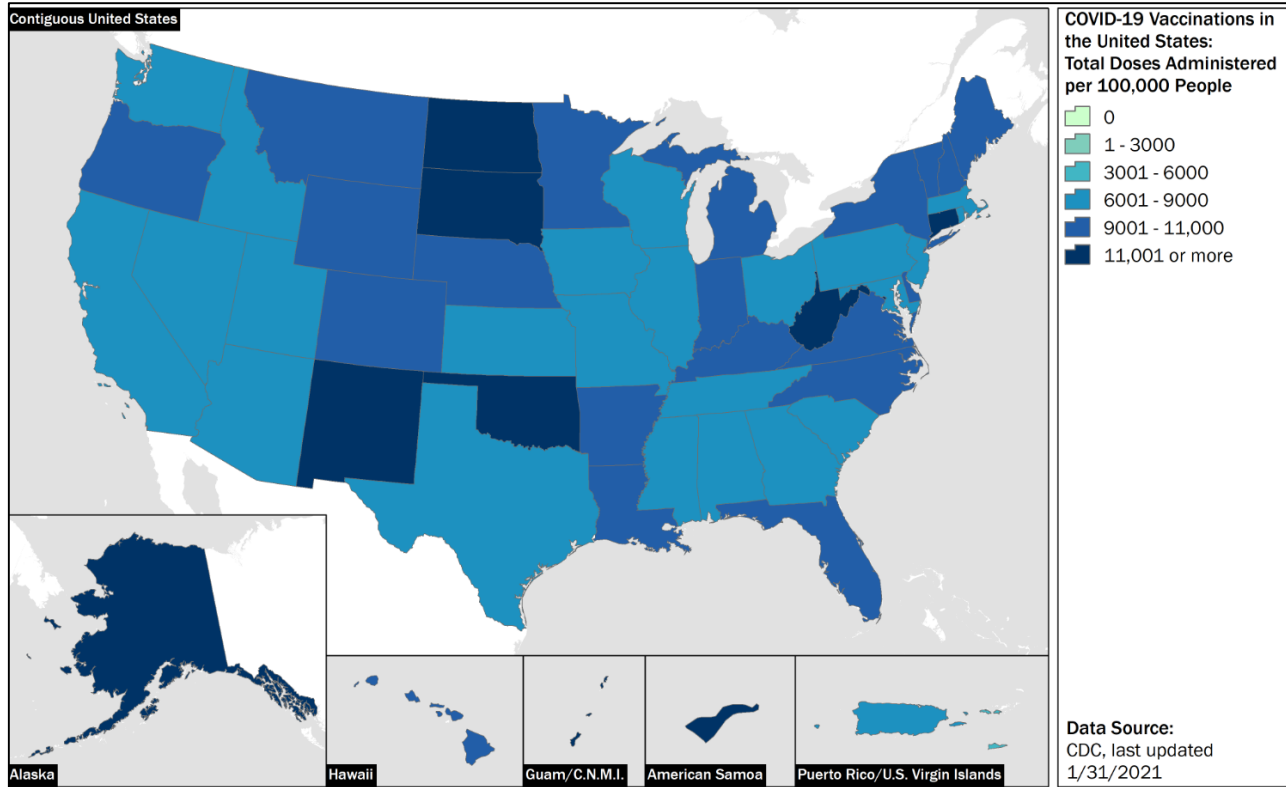 Contiguous United States
COVID-19 Vaccinations in
the United States:
Total Doses Administered
per 100,000 People
0
1 - 3000
3001 - 6000
6001 - 9000
9001 - 11,000
11,001 or more
Alaska
Hawaii
Guam/C.N.M.I.
American Samoa
Puerto Rico/U.S. Virgin Islands
Data Source:
CDC, last updated
1/31/2021